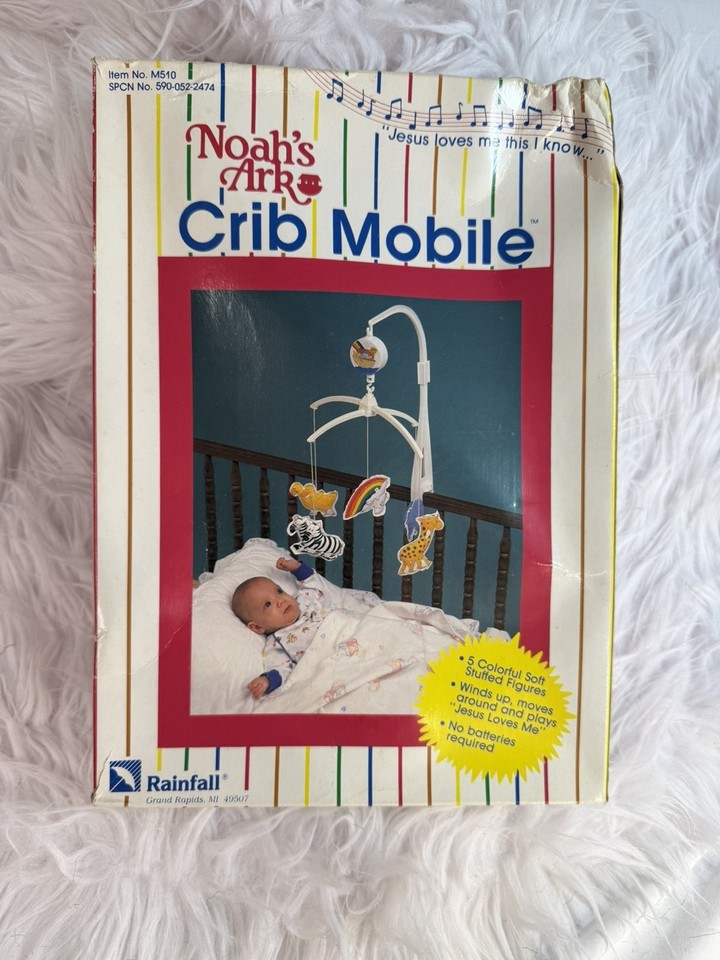 Item No. M510
SPCN No. 590-052-2474
"Jesus loves me this I know..."
Noah's
Ark
Crib Mobile™
• 5 Colorful Soft
Stuffed Figures
• Winds up, moves
around and plays
"Jesus Loves Me"
• No batteries
required
Rainfall®
Grand Rapids, MI 49507